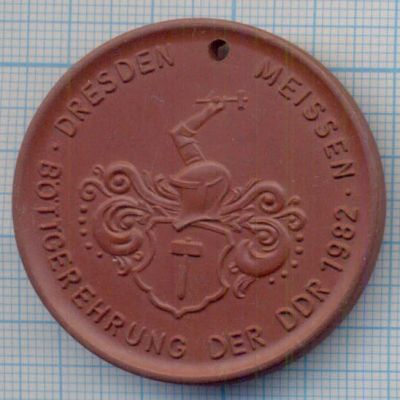 DRESDEN MEISSEN
· BÖTTGEREHRUNG DER DDR 1982 ·